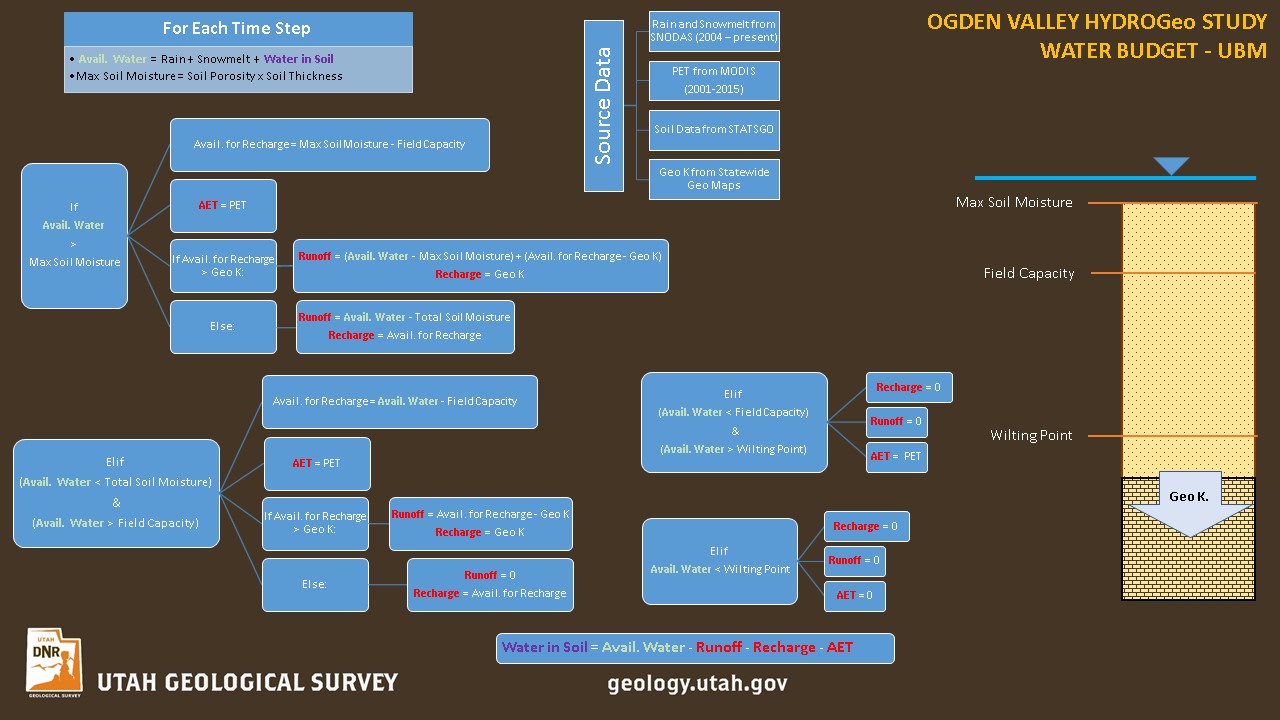 OGDEN VALLEY HYDROGeo STUDY
WATER BUDGET - UBM
For Each Time Step
• Avail. Water = Rain + Snowmelt + Water in Soil
• Max Soil Moisture = Soil Porosity x Soil Thickness
Source Data
Rain and Snowmelt from
SNODAS (2004 – present)
PET from MODIS
(2001-2015)
Soil Data from STATSGO
Geo K from Statewide
Geo Maps
If
Avail. Water
>
Max Soil Moisture
Avail. for Recharge = Max Soil Moisture - Field Capacity
AET = PET
If Avail. for Recharge
> Geo K:
Runoff = (Avail. Water - Max Soil Moisture) + (Avail. for Recharge - Geo K)
Recharge = Geo K
Else:
Runoff = Avail. Water - Total Soil Moisture
Recharge = Avail. for Recharge
Elif
(Avail. Water < Total Soil Moisture)
&
(Avail. Water > Field Capacity)
Avail. for Recharge = Avail. Water - Field Capacity
AET = PET
If Avail. for Recharge
> Geo K:
Runoff = Avail. for Recharge - Geo K
Recharge = Geo K
Else:
Runoff = 0
Recharge = Avail. for Recharge
Elif
(Avail. Water < Field Capacity)
&
(Avail. Water > Wilting Point)
Recharge = 0
Runoff = 0
AET = PET
Elif
Avail. Water < Wilting Point
Recharge = 0
Runoff = 0
AET = 0
Max Soil Moisture
Field Capacity
Wilting Point
Geo K.
Water in Soil = Avail. Water - Runoff - Recharge - AET
UTAH
DNR
GEOLOGICAL SURVEY
UTAH GEOLOGICAL SURVEY
geology.utah.gov